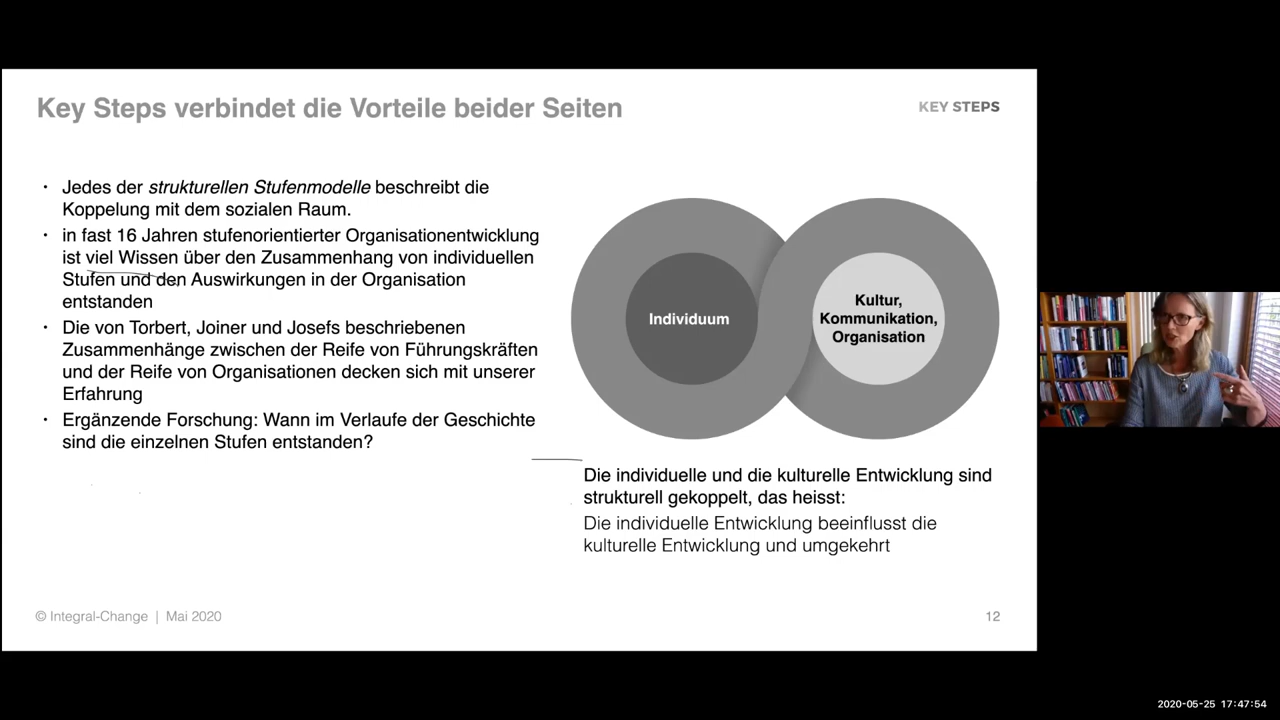 Key Steps verbindet die Vorteile beider Seiten
KEY STEPS
• Jedes der strukturellen Stufenmodelle beschreibt die
Koppelung mit dem sozialen Raum.
• in fast 16 Jahren stufenorientierter Organisationentwicklung
ist viel Wissen über den Zusammenhang von individuellen
Stufen und den Auswirkungen in der Organisation
entstanden
• Die von Torbert, Joiner und Josefs beschriebenen
Zusammenhänge zwischen der Reife von Führungskräften
und der Reife von Organisationen decken sich mit unserer
Erfahrung
• Ergänzende Forschung: Wann im Verlaufe der Geschichte
sind die einzelnen Stufen entstanden?
Individuum
Kultur,
Kommunikation,
Organisation
Die individuelle und die kulturelle Entwicklung sind
strukturell gekoppelt, das heisst:
Die individuelle Entwicklung beeinflusst die
kulturelle Entwicklung und umgekehrt
© Integral-Change | Mai 2020
12
2020-05-25 17:47:54